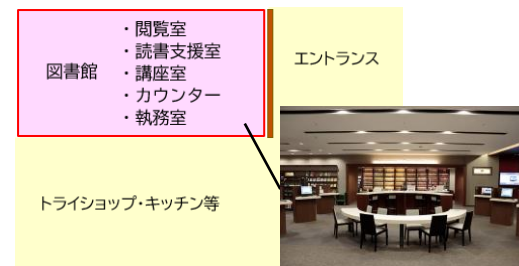 図書館
・閲覧室
・読書支援室
・講座室
・カウンター
・執務室
エントランス
トライショップ・キッチン等